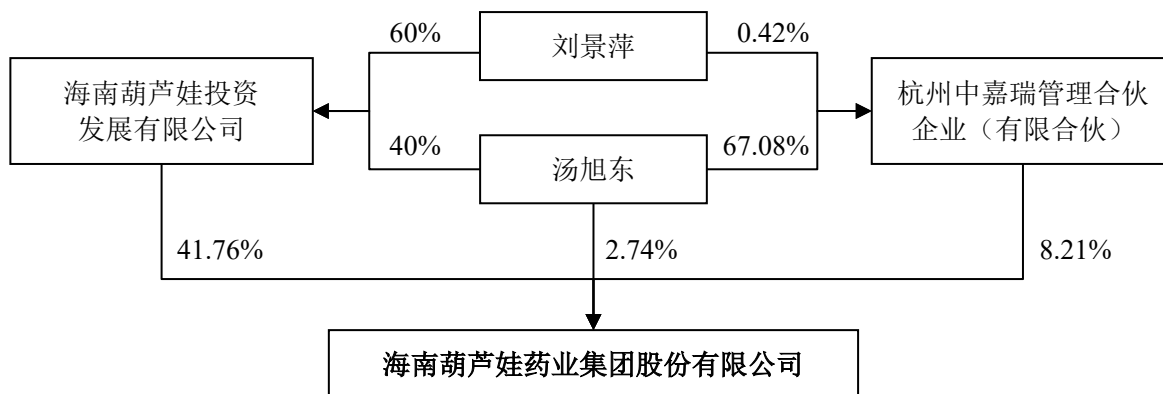 60%
刘景萍
0.42%
海南葫芦娃投资
发展有限公司
杭州中嘉瑞管理合伙
企业（有限合伙）
40%
汤旭东
67.08%
41.76%
2.74%
8.21%
海南葫芦娃药业集团股份有限公司